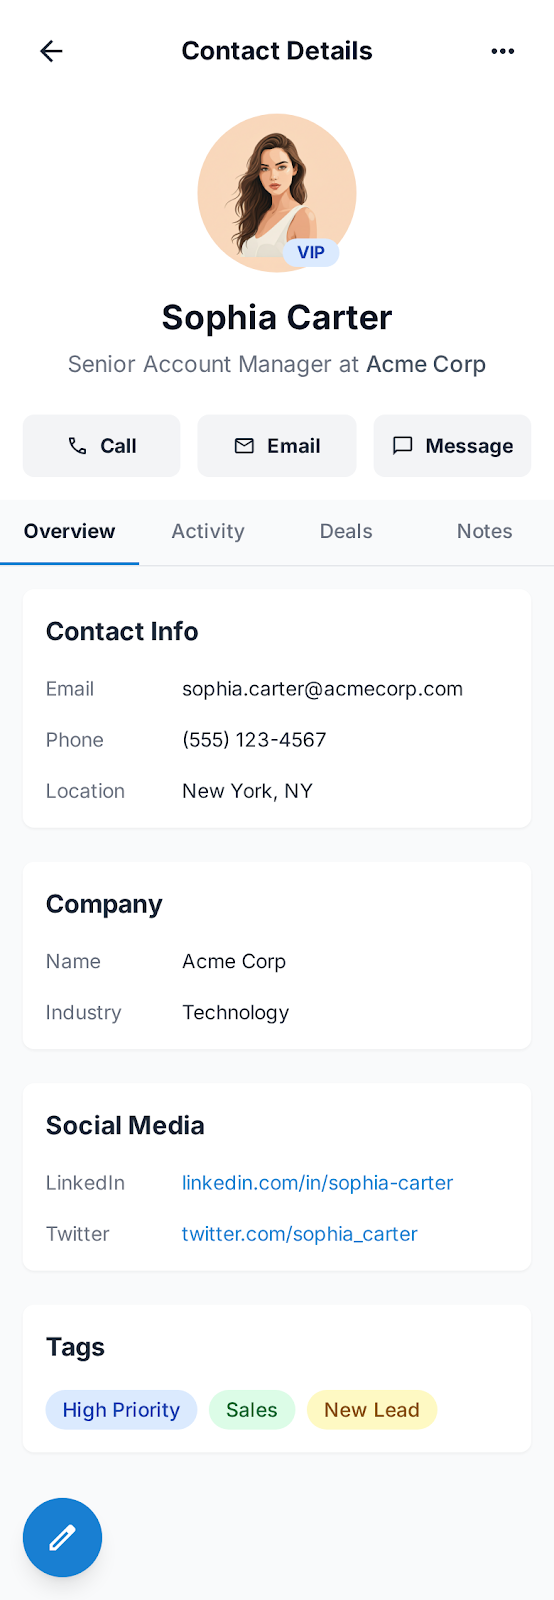 Contact Details
VIP
Sophia Carter
Senior Account Manager at Acme Corp
Call Email Message
Overview Activity Deals Notes
Contact Info
Email sophia.carter@acmecorp.com
Phone (555) 123-4567
Location New York, NY
Company
Name Acme Corp
Industry Technology
Social Media
LinkedIn linkedin.com/in/sophia-carter
Twitter twitter.com/sophia_carter
Tags
High Priority Sales New Lead